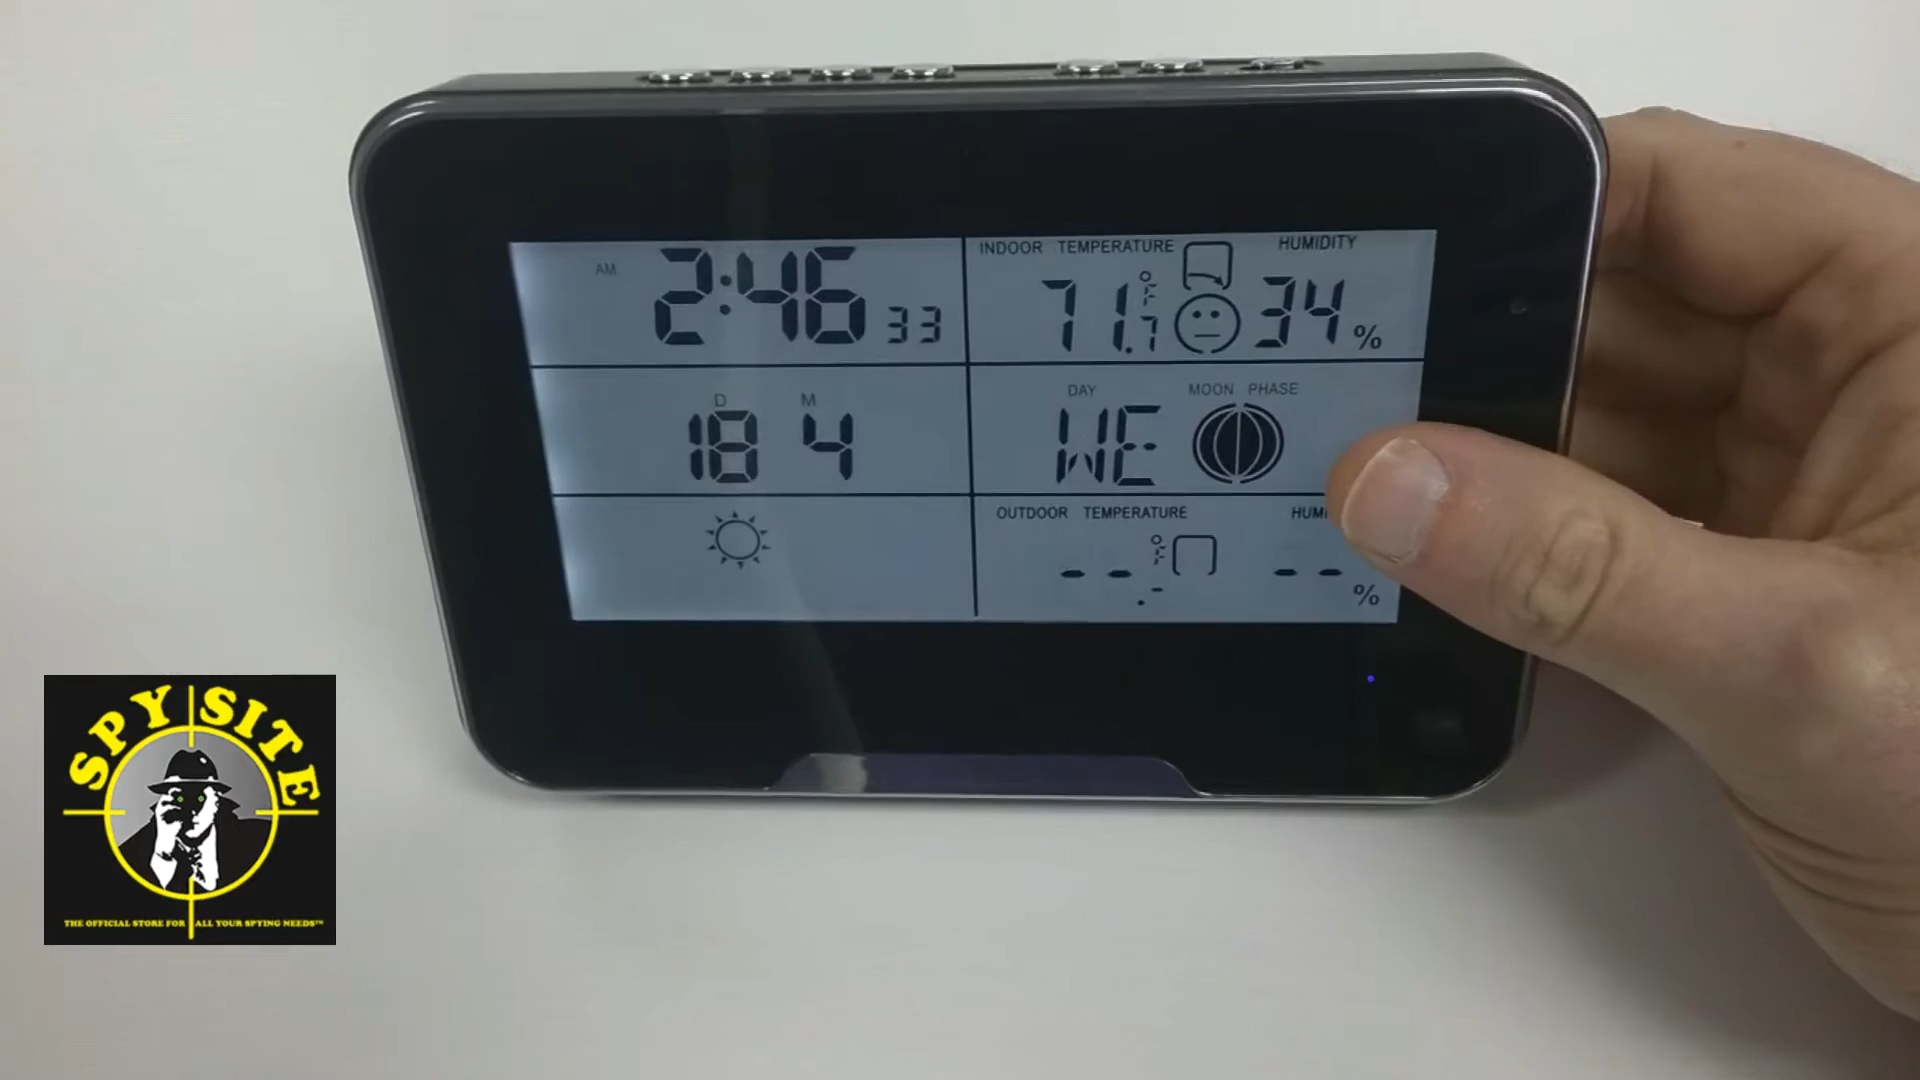 AM 2:46 33
INDOOR TEMPERATURE HUMIDITY
71.7 °F 34 %
D M
18 4
DAY MOON PHASE
WE
OUTDOOR TEMPERATURE
--.- °F -- %
SPY SITE
THE OFFICIAL STORE FOR ALL YOUR SPYING NEEDS™